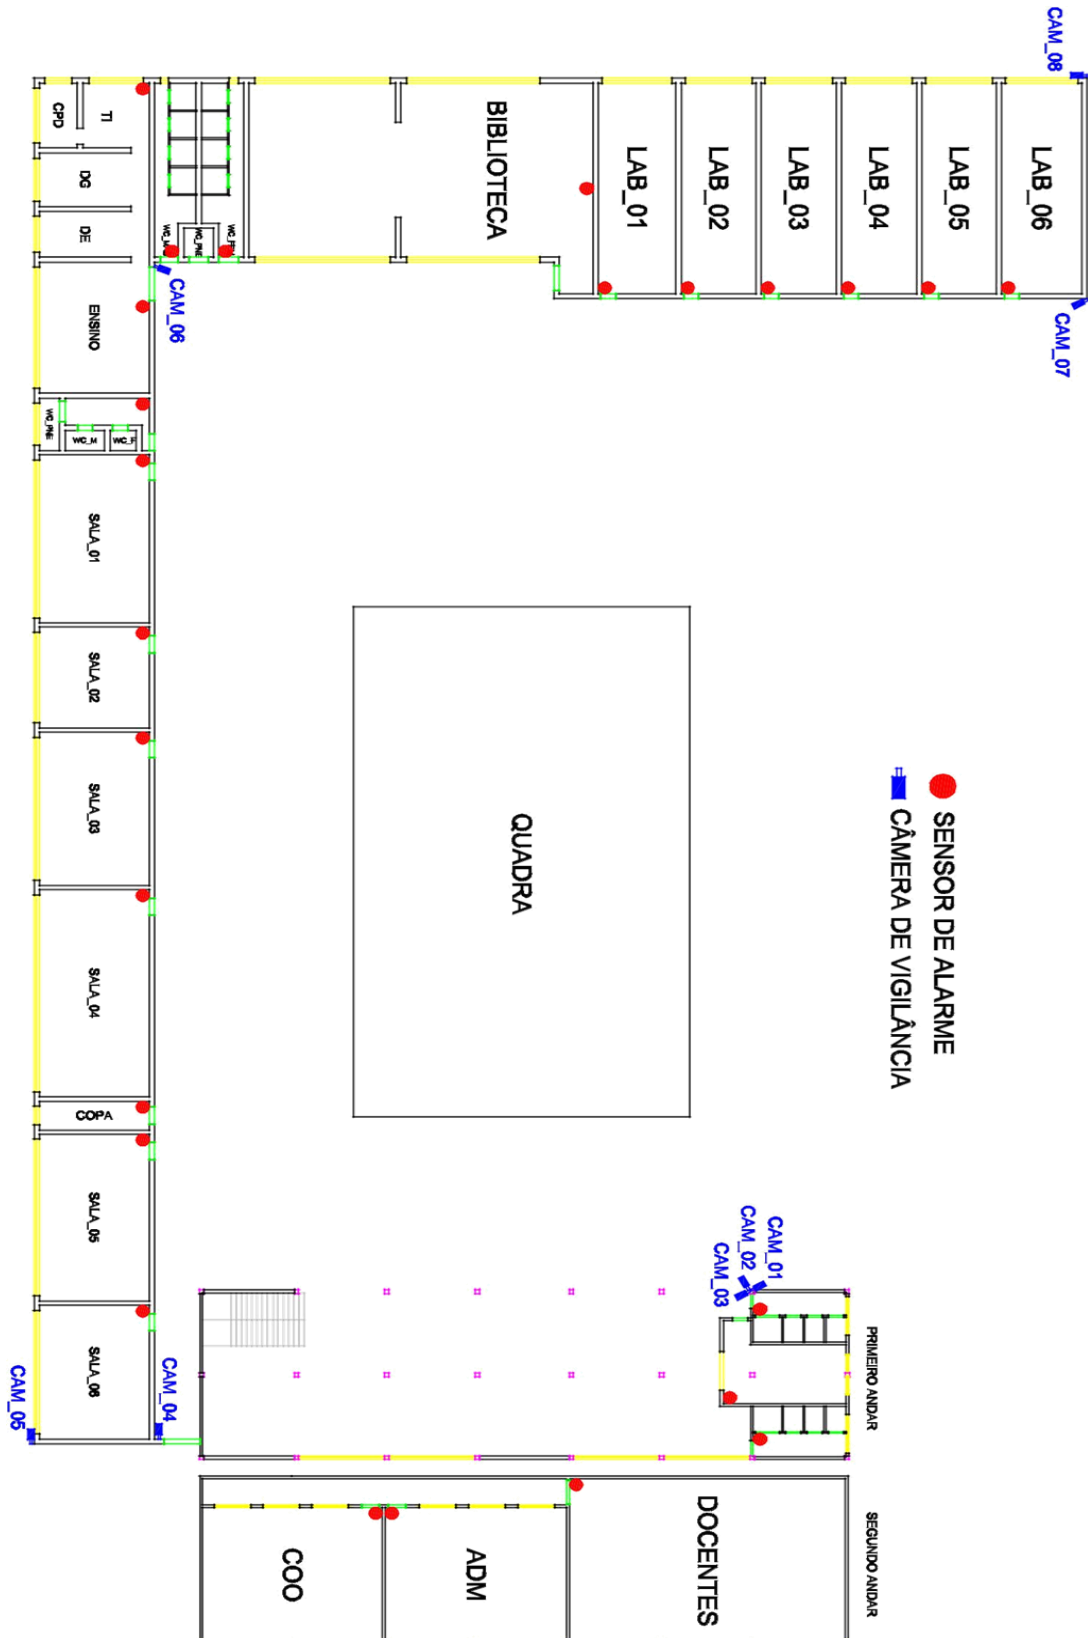 CAM_08
LAB_06
LAB_05
LAB_04
LAB_03
LAB_02
LAB_01
BIBLIOTECA
CAM_07
TI
CPD
DG
DE
WC_PNE
CAM_06
ENSINO
WC_PNE
WC_M
WC_F
SALA_01
SALA_02
SALA_03
SALA_04
COPA
SALA_05
SALA_06
QUADRA
SENSOR DE ALARME
CÂMERA DE VIGILÂNCIA
CAM_01
CAM_02
CAM_03
CAM_04
CAM_05
PRIMEIRO ANDAR
SEGUNDO ANDAR
DOCENTES
ADM
COO